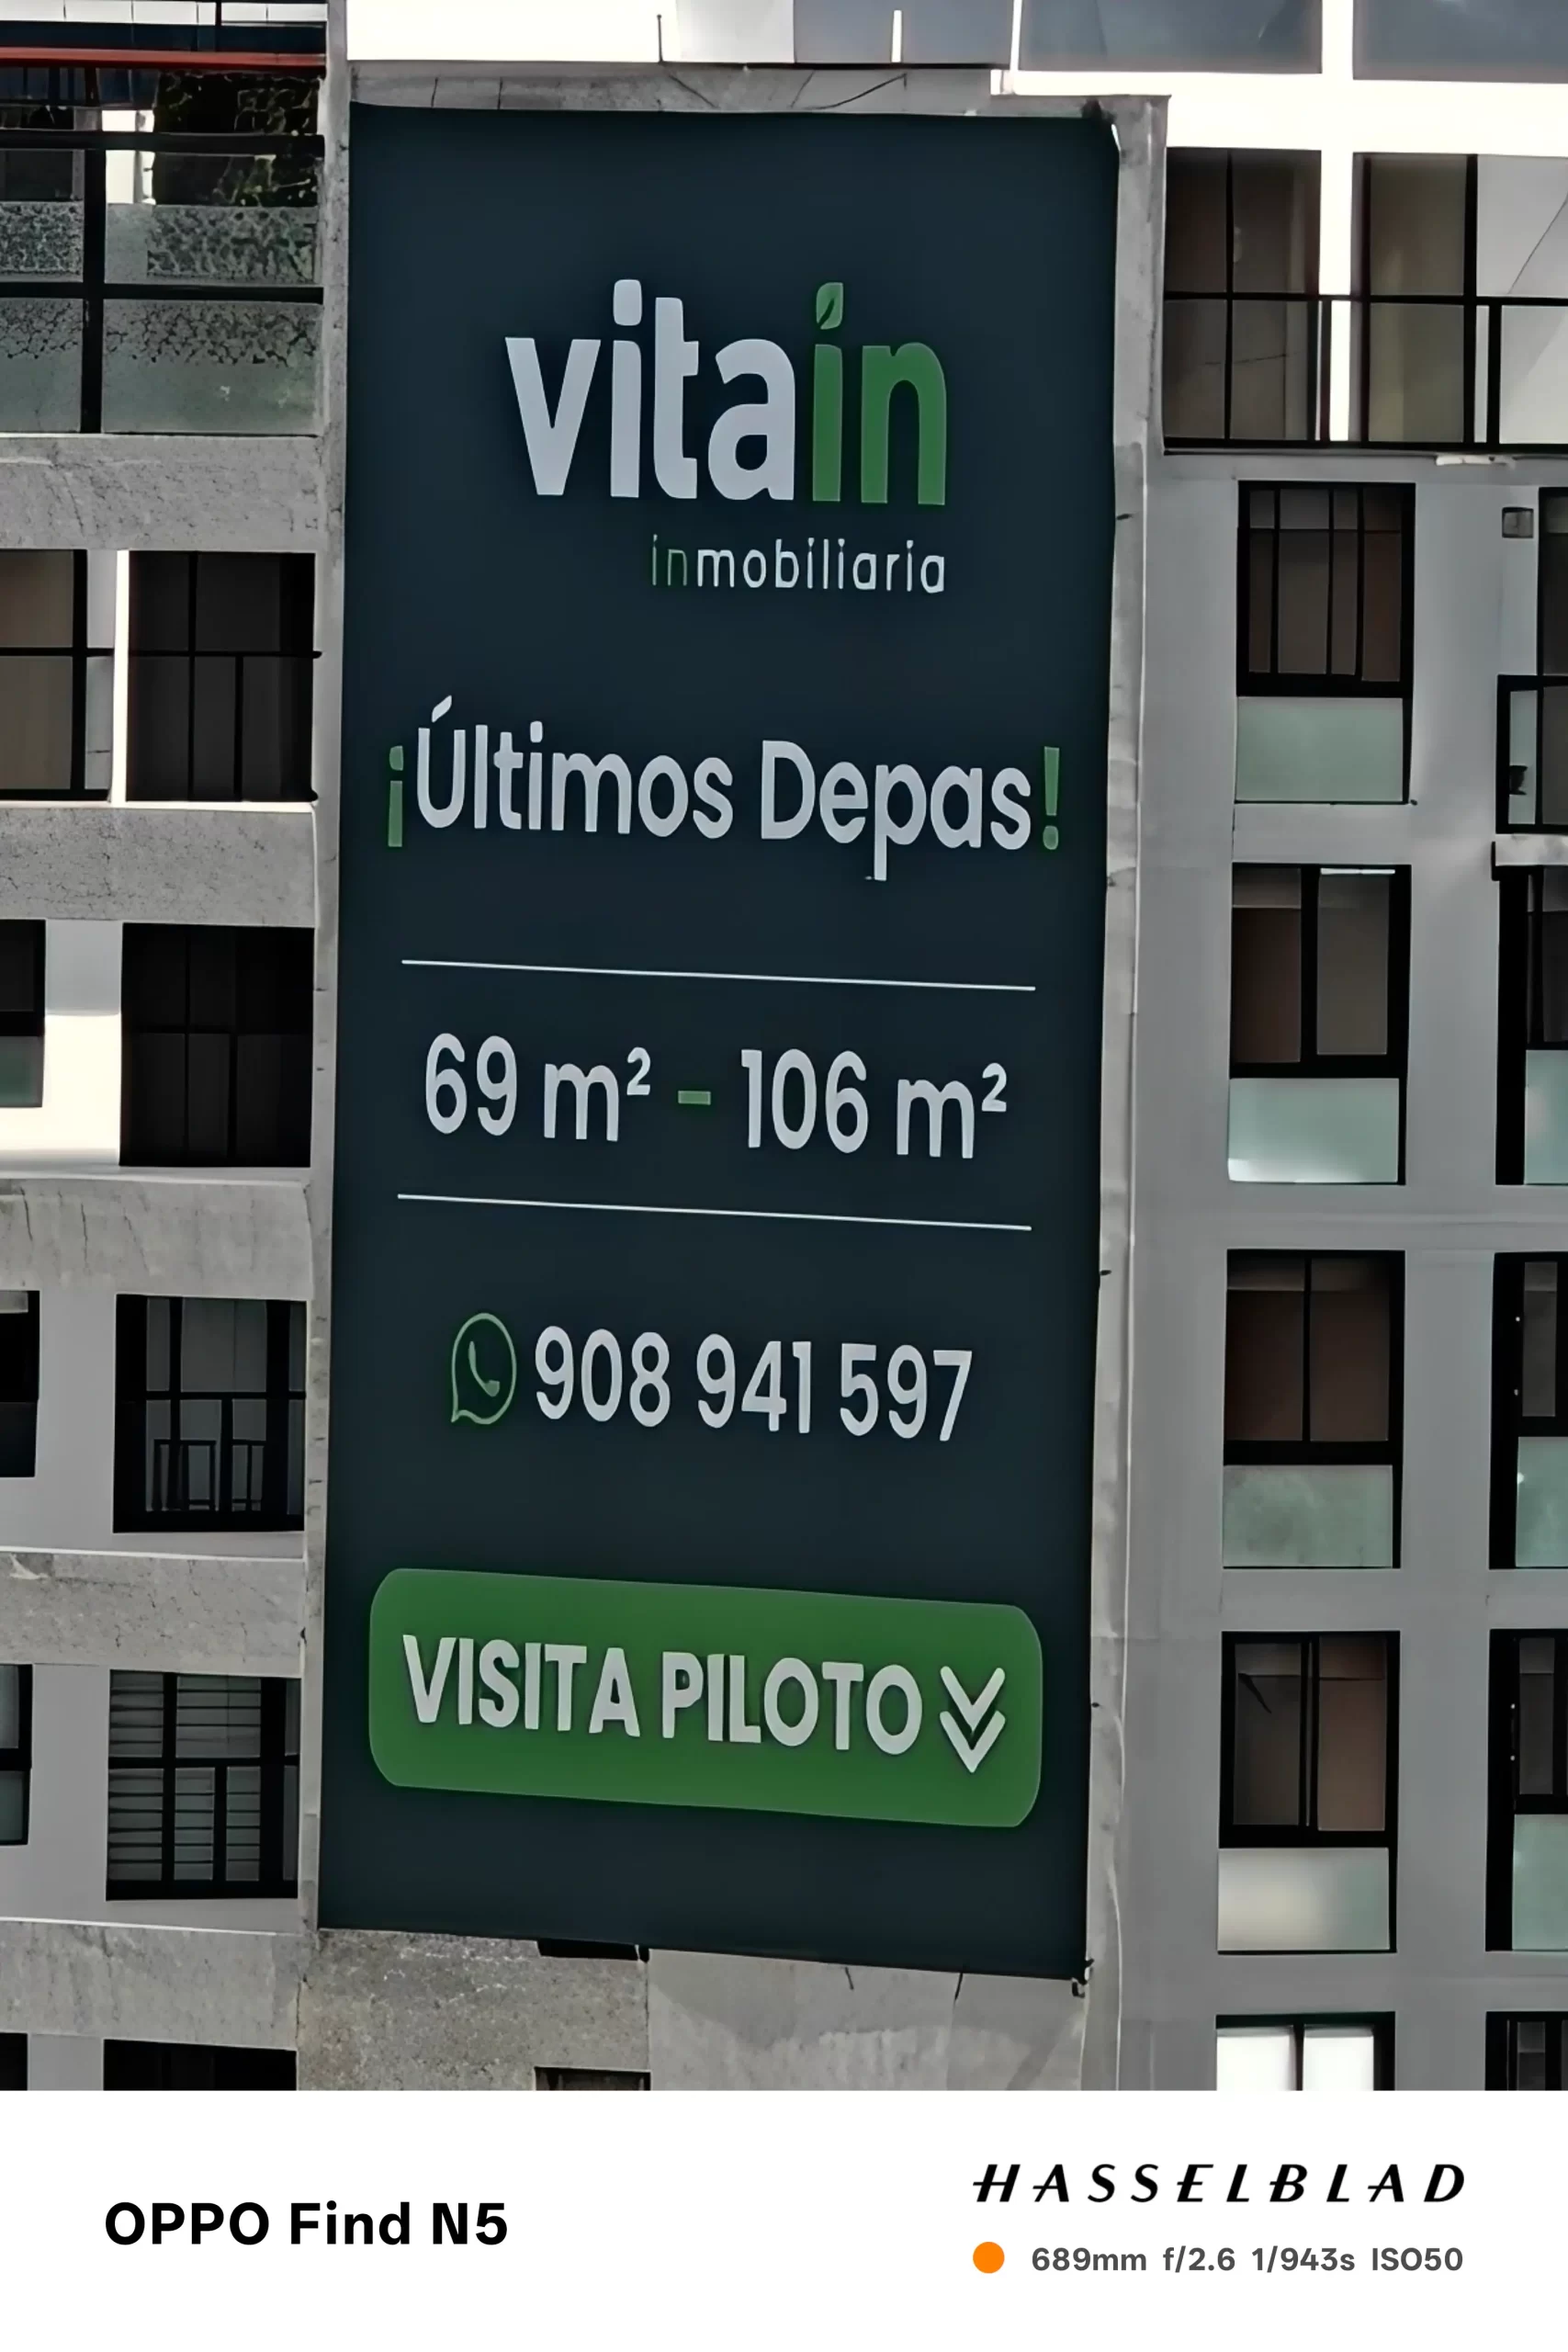 vitaín
inmobiliaria
¡Últimos Depas!
69 m² - 106 m²
908 941 597
VISITA PILOTO
OPPO Find N5
HASSELBLAD
689mm f/2.6 1/943s ISO50